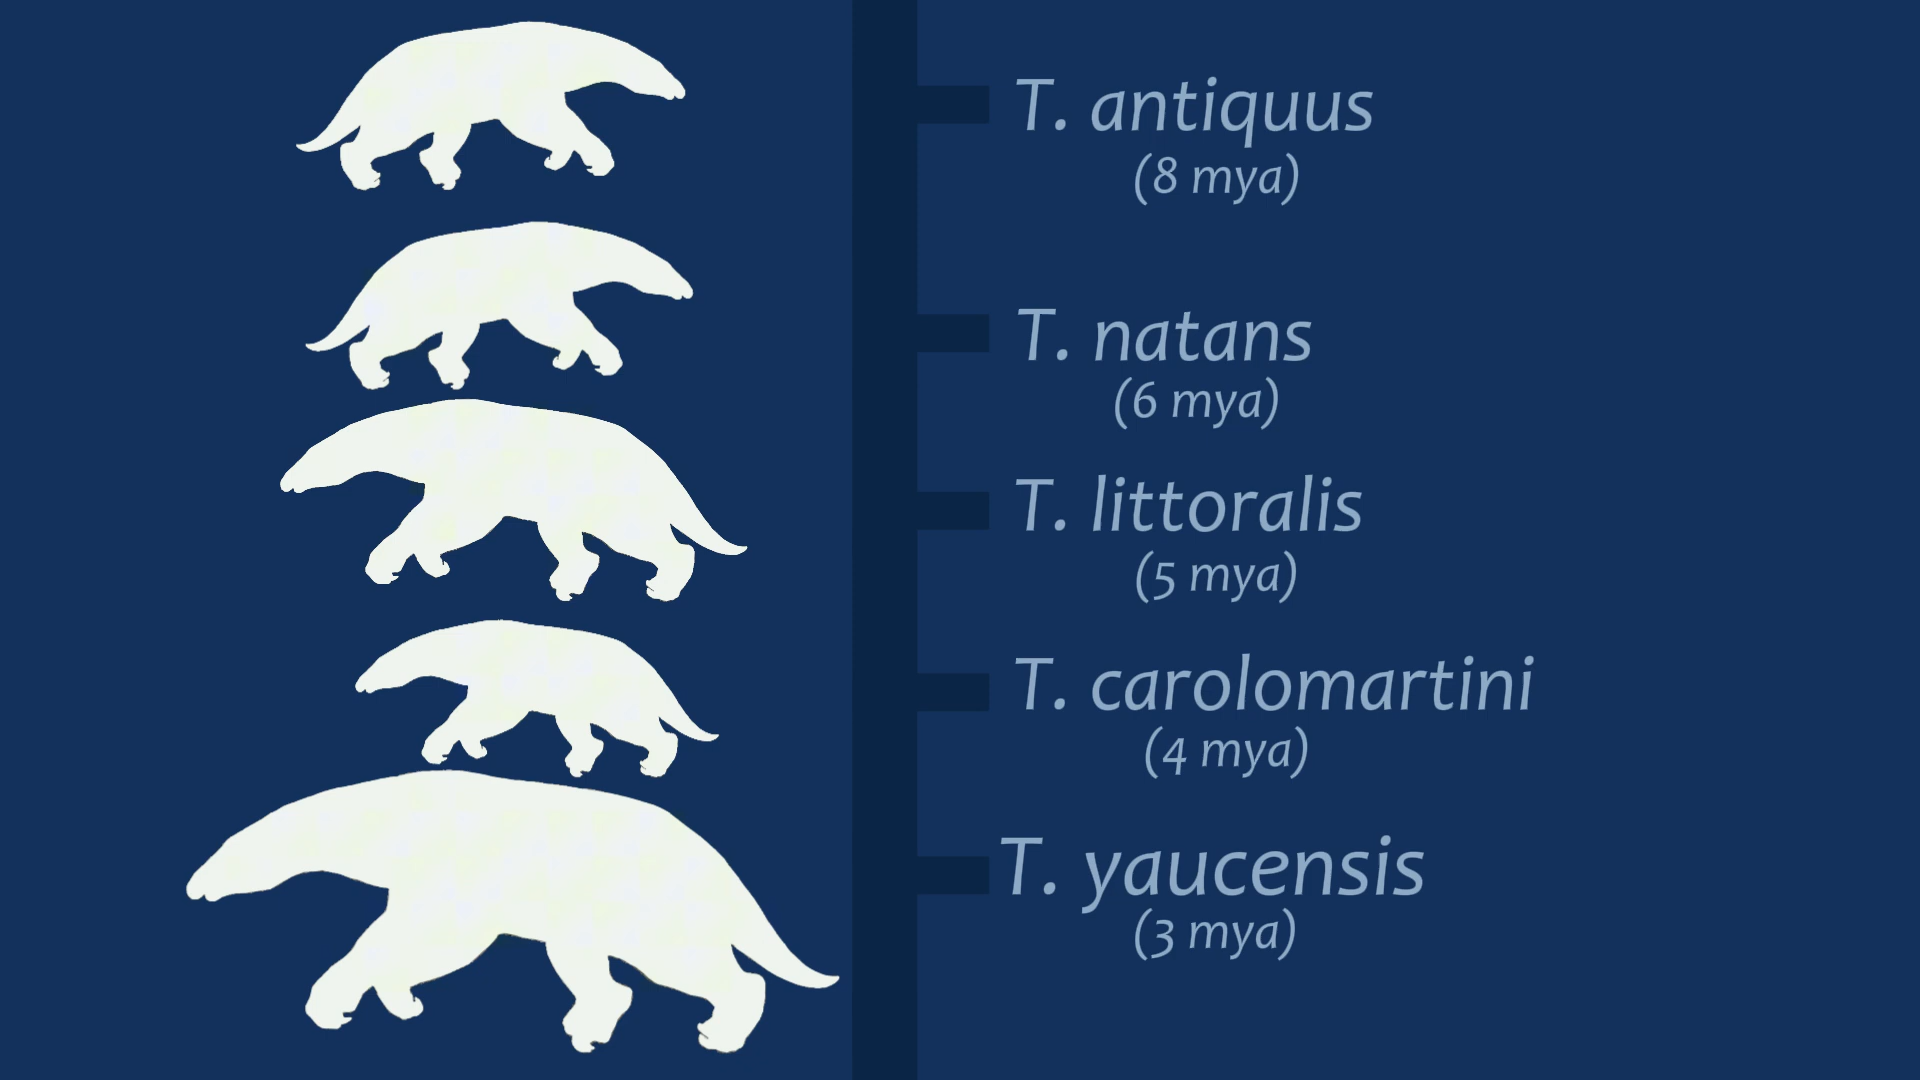 T. antiquus
(8 mya)
T. natans
(6 mya)
T. littoralis
(5 mya)
T. carolomartini
(4 mya)
T. yaucensis
(3 mya)